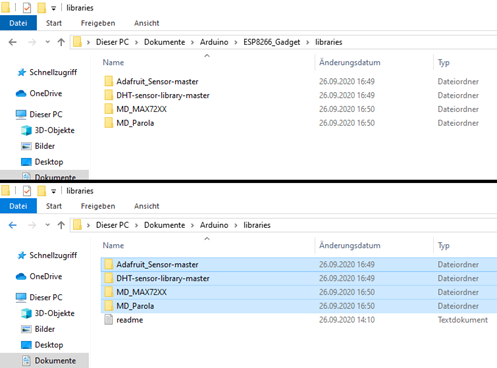 libraries
Datei Start Freigeben Ansicht
Dieser PC > Dokumente > Arduino > ESP8266_Gadget > libraries
Name Änderungsdatum Typ
Schnellzugriff
OneDrive
Dieser PC
3D-Objekte
Bilder
Desktop
Dokumente
Adafruit_Sensor-master 26.09.2020 16:49 Dateiordner
DHT-sensor-library-master 26.09.2020 16:49 Dateiordner
MD_MAX72XX 26.09.2020 16:50 Dateiordner
MD_Parola 26.09.2020 16:50 Dateiordner
libraries
Datei Start Freigeben Ansicht
Dieser PC > Dokumente > Arduino > libraries
Name Änderungsdatum Typ
Schnellzugriff
OneDrive
Dieser PC
3D-Objekte
Bilder
Desktop
Dokumente
Adafruit_Sensor-master 26.09.2020 16:49 Dateiordner
DHT-sensor-library-master 26.09.2020 16:49 Dateiordner
MD_MAX72XX 26.09.2020 16:50 Dateiordner
MD_Parola 26.09.2020 16:50 Dateiordner
readme 26.09.2020 14:10 Textdokument